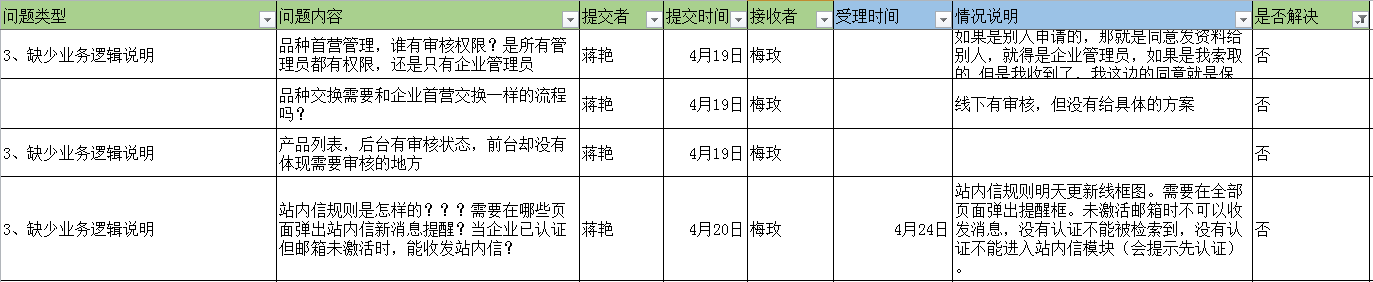 问题类型 问题内容 提交者 提交时间 接收者 受理时间 情况说明 是否解决
3、缺少业务逻辑说明
品种首营管理，谁有审核权限？是所有管
理员都有权限，还是只有企业管理员
蒋艳 4月19日 梅玫
如果是别人申请的，那就是同意发资料给
别人，就得是企业管理员，如果是我索取
的，但是我收到了，我这边的同意就是保
否
品种交换需要和企业首营交换一样的流程
吗？
蒋艳 4月19日 梅玫
线下有审核，但没有给具体的方案
否
3、缺少业务逻辑说明
产品列表，后台有审核状态，前台却没有
体现需要审核的地方
蒋艳 4月19日 梅玫
否
3、缺少业务逻辑说明
站内信规则是怎样的？？？需要在哪些页
面弹出站内信新消息提醒？当企业已认证
但邮箱未激活时，能收发站内信？
蒋艳 4月20日 梅玫 4月24日
站内信规则明天更新线框图。需要在全部
页面弹出提醒框。未激活邮箱时不可以收
发消息，没有认证不能被检索到，没有认
证不能进入站内信模块（会提示先认证）
。
否